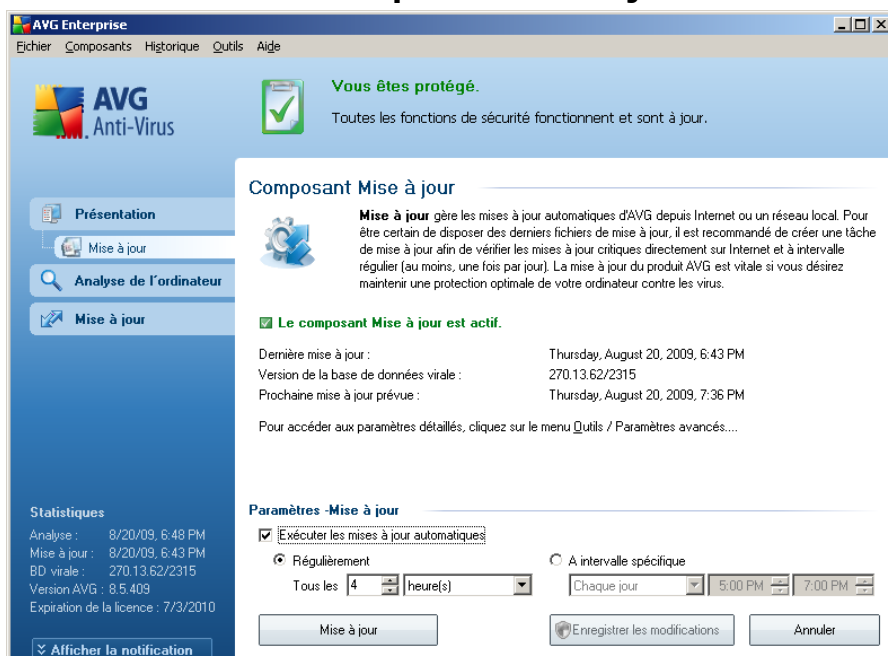 AVG Enterprise
Fichier Composants Historique Outils Aide
AVG
Anti-Virus
Vous êtes protégé.
Toutes les fonctions de sécurité fonctionnent et sont à jour.
Présentation
Mise à jour
Analyse de l'ordinateur
Mise à jour
Composant Mise à jour
Mise à jour gère les mises à jour automatiques d'AVG depuis Internet ou un réseau local. Pour
être certain de disposer des derniers fichiers de mise à jour, il est recommandé de créer une tâche
de mise à jour afin de vérifier les mises à jour critiques directement sur Internet et à intervalle
régulier (au moins, une fois par jour). La mise à jour du produit AVG est vitale si vous désirez
maintenir une protection optimale de votre ordinateur contre les virus.
Le composant Mise à jour est actif.
Dernière mise à jour : Thursday, August 20, 2009, 6:43 PM
Version de la base de données virale : 270.13.62/2315
Prochaine mise à jour prévue : Thursday, August 20, 2009, 7:36 PM
Pour accéder aux paramètres détaillés, cliquez sur le menu Outils / Paramètres avancés....
Statistiques
Analyse : 8/20/09, 6:48 PM
Mise à jour : 8/20/09, 6:43 PM
BD virale : 270.13.62/2315
Version AVG : 8.5.409
Expiration de la licence : 7/3/2010
Afficher la notification
Paramètres -Mise à jour
Exécuter les mises à jour automatiques
Régulièrement
Tous les 4 heure(s)
A intervalle spécifique
Chaque jour 5:00 PM 7:00 PM
Mise à jour
Enregistrer les modifications
Annuler